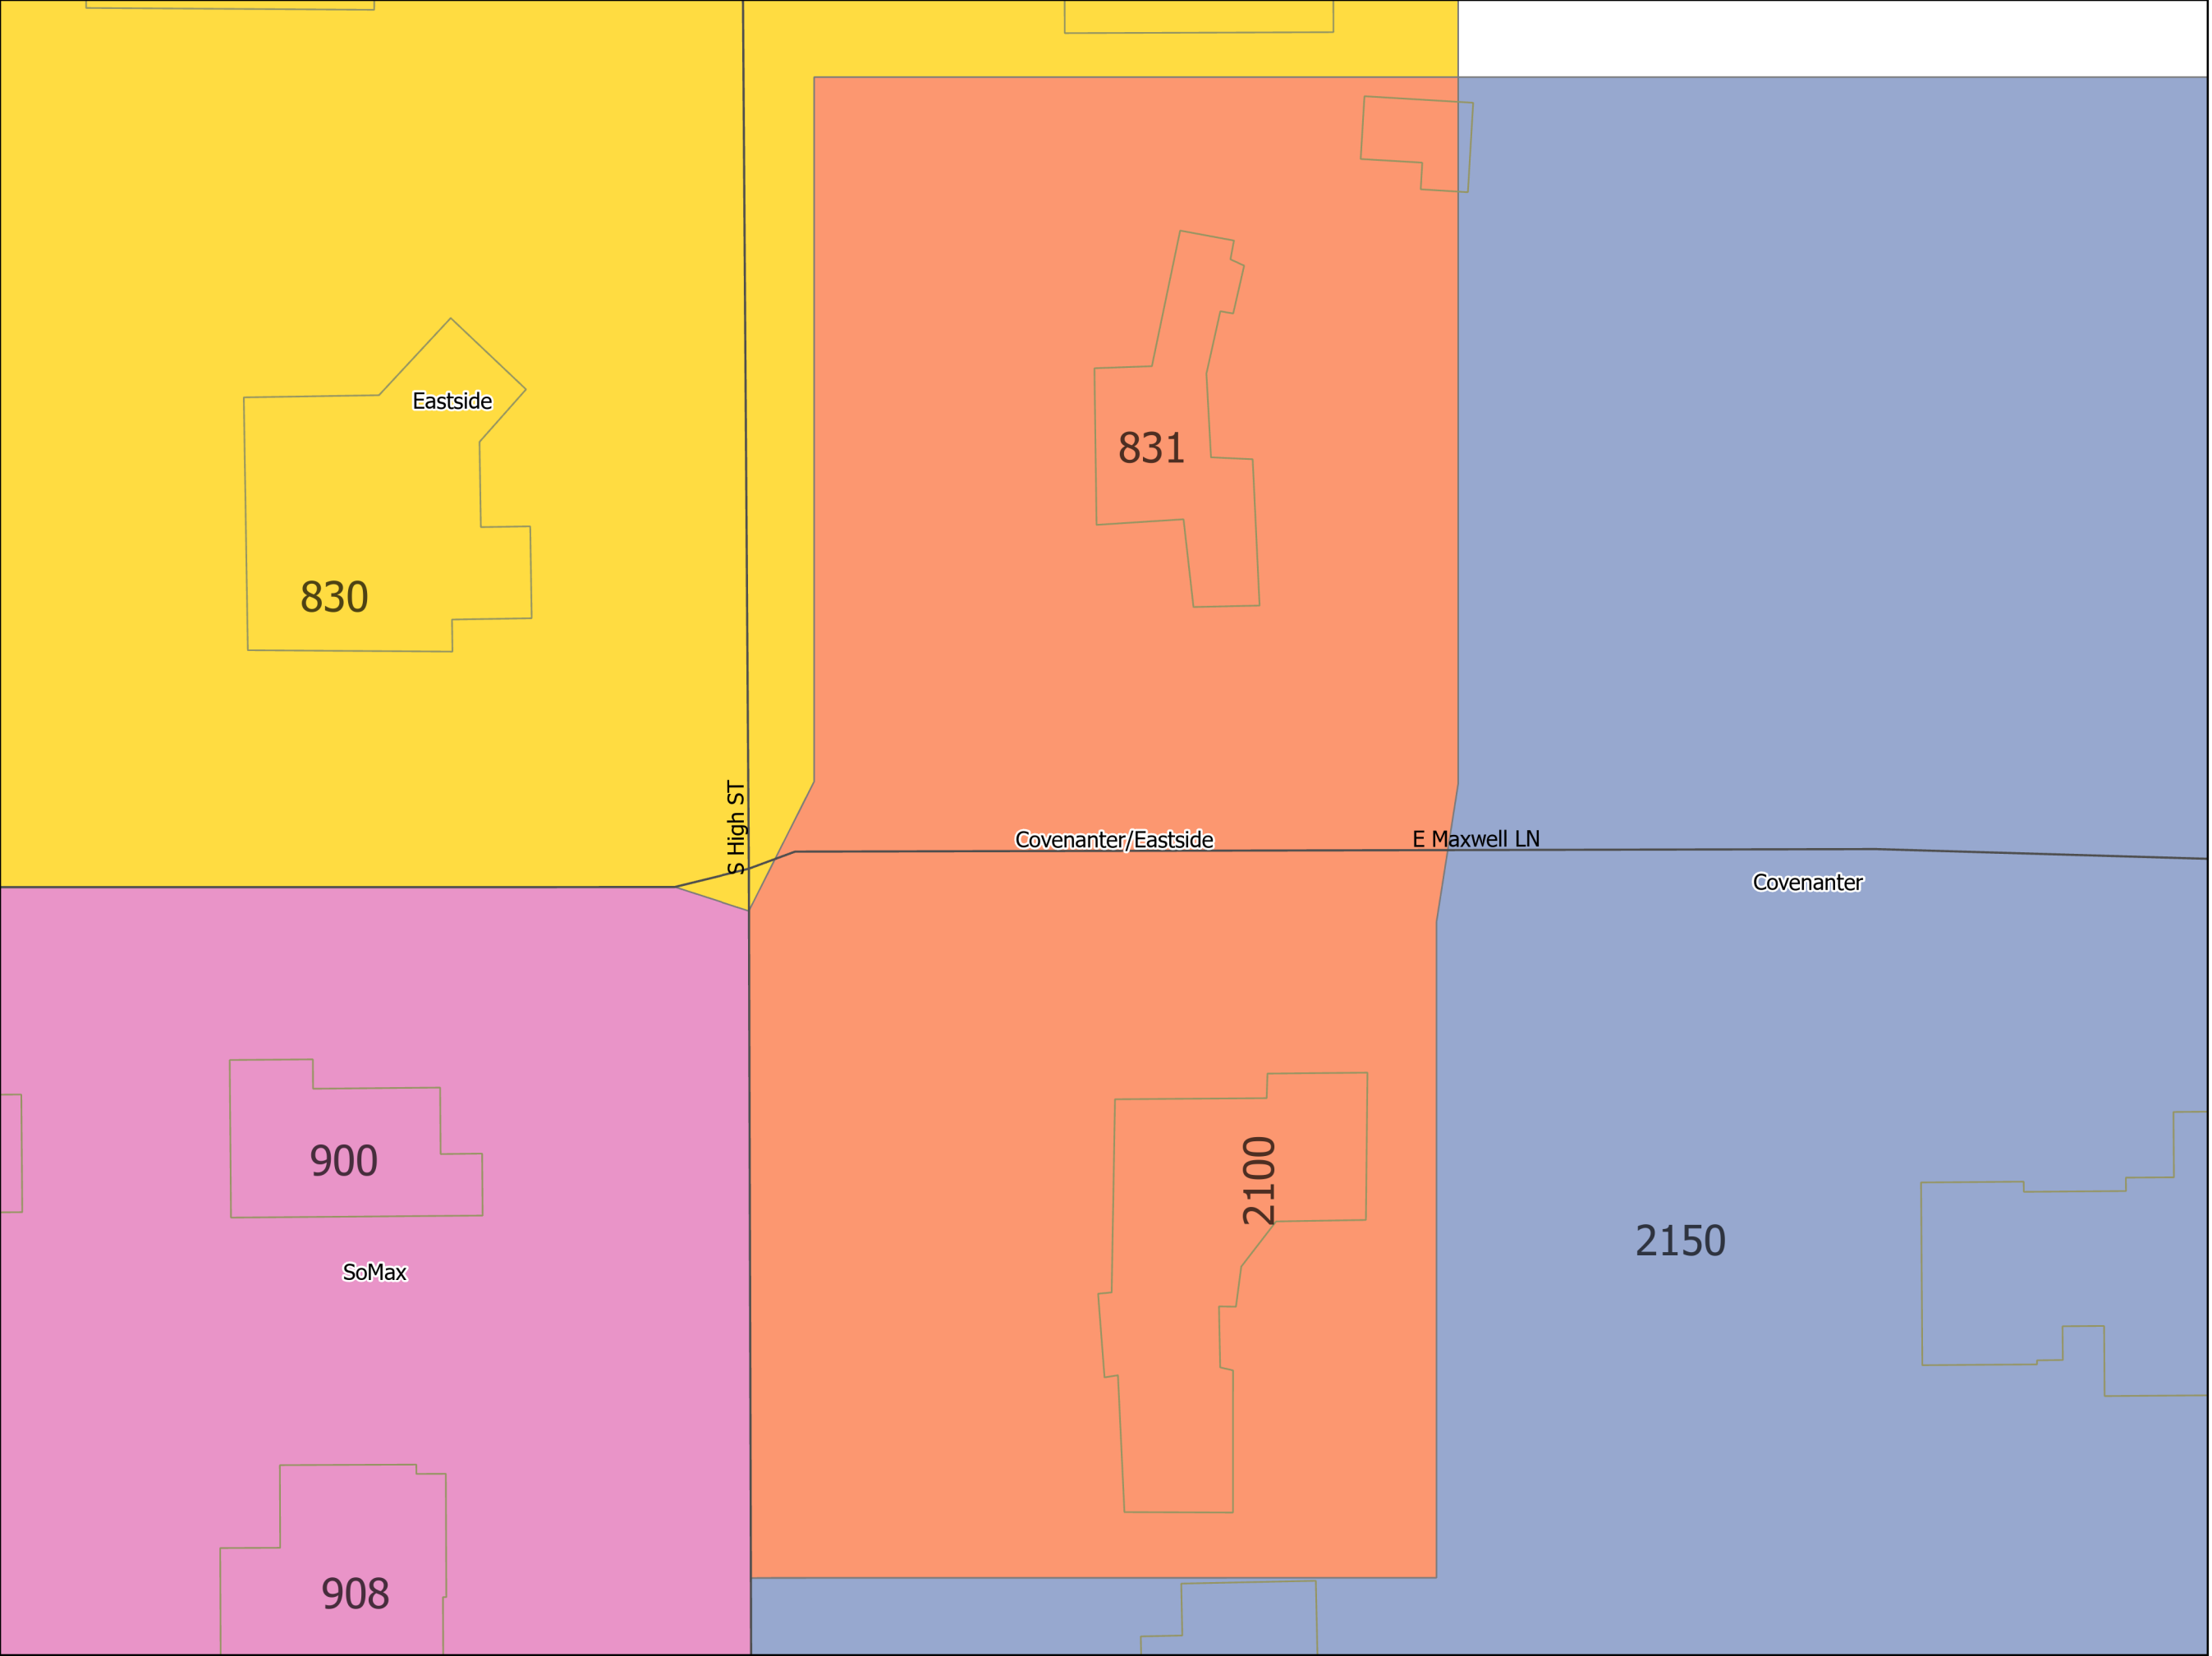 Eastside
831
830
S High ST
Covenanter/Eastside
E Maxwell LN
Covenanter
900
2100
2150
SoMax
908